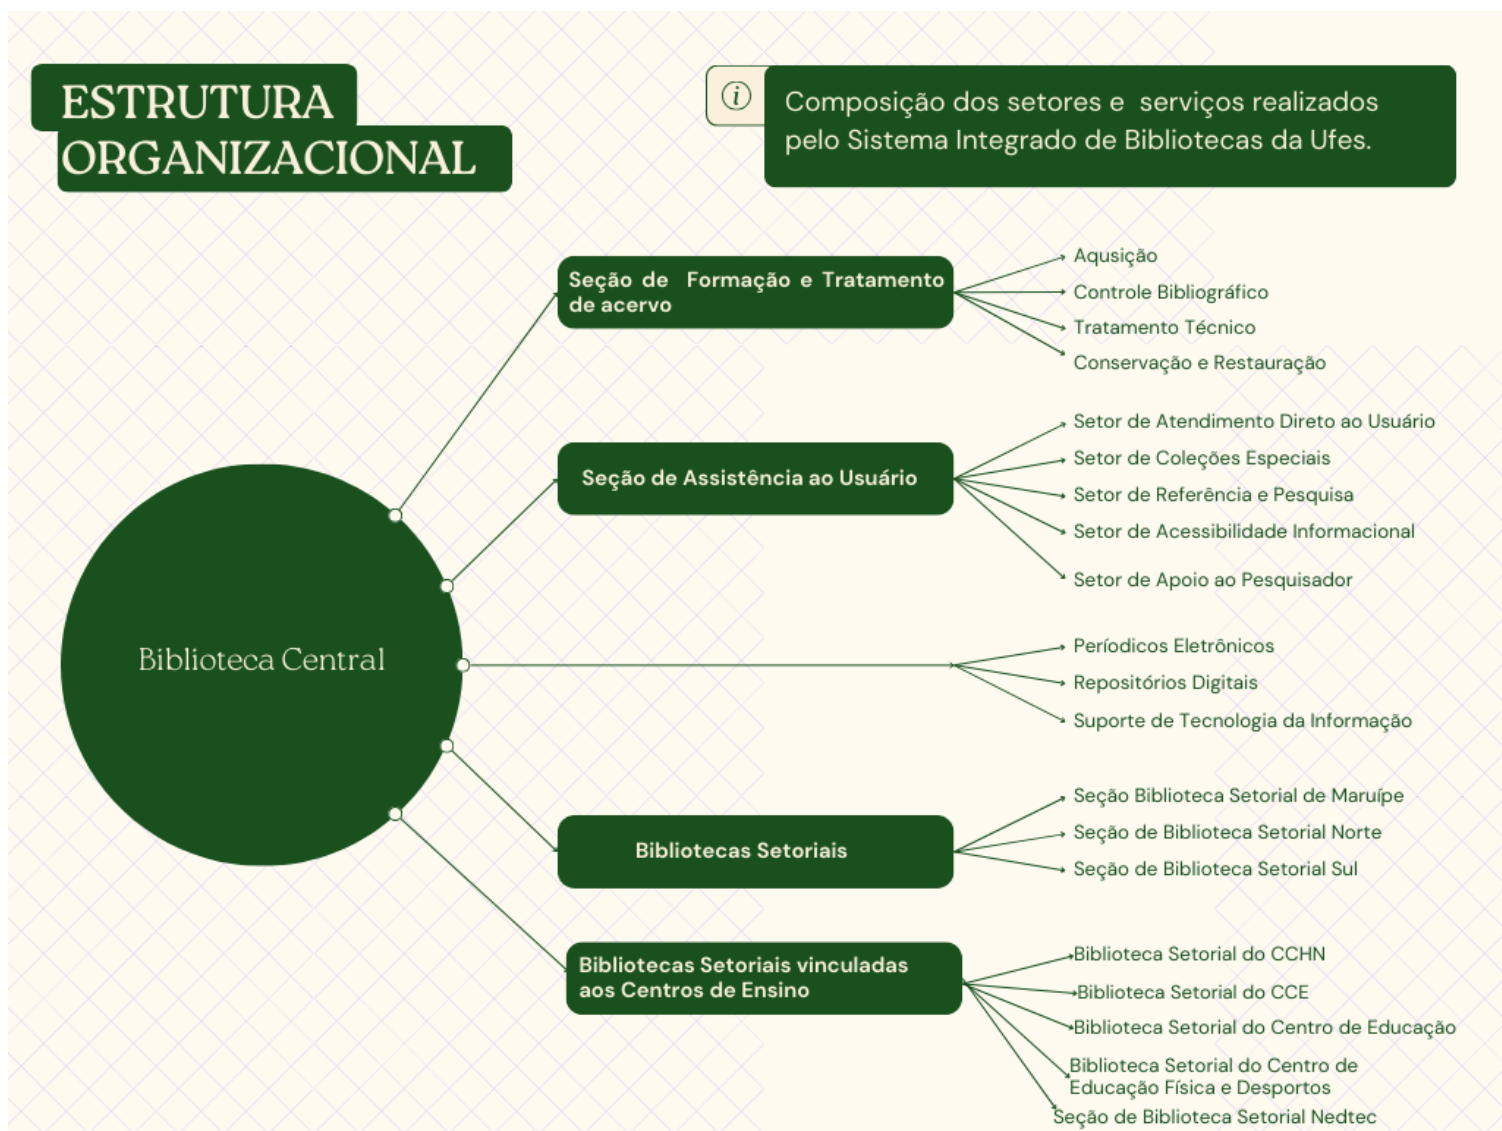 ESTRUTURA
ORGANIZACIONAL
i
Composição dos setores e serviços realizados
pelo Sistema Integrado de Bibliotecas da Ufes.
Biblioteca Central
Seção de Formação e Tratamento
de acervo
Aqusição
Controle Bibliográfico
Tratamento Técnico
Conservação e Restauração
Seção de Assistência ao Usuário
Setor de Atendimento Direto ao Usuário
Setor de Coleções Especiais
Setor de Referência e Pesquisa
Setor de Acessibilidade Informacional
Setor de Apoio ao Pesquisador
Períodicos Eletrônicos
Repositórios Digitais
Suporte de Tecnologia da Informação
Bibliotecas Setoriais
Seção Biblioteca Setorial de Maruípe
Seção de Biblioteca Setorial Norte
Seção de Biblioteca Setorial Sul
Bibliotecas Setoriais vinculadas
aos Centros de Ensino
Biblioteca Setorial do CCHN
Biblioteca Setorial do CCE
Biblioteca Setorial do Centro de Educação
Biblioteca Setorial do Centro de
Educação Física e Desportos
Seção de Biblioteca Setorial Nedtec